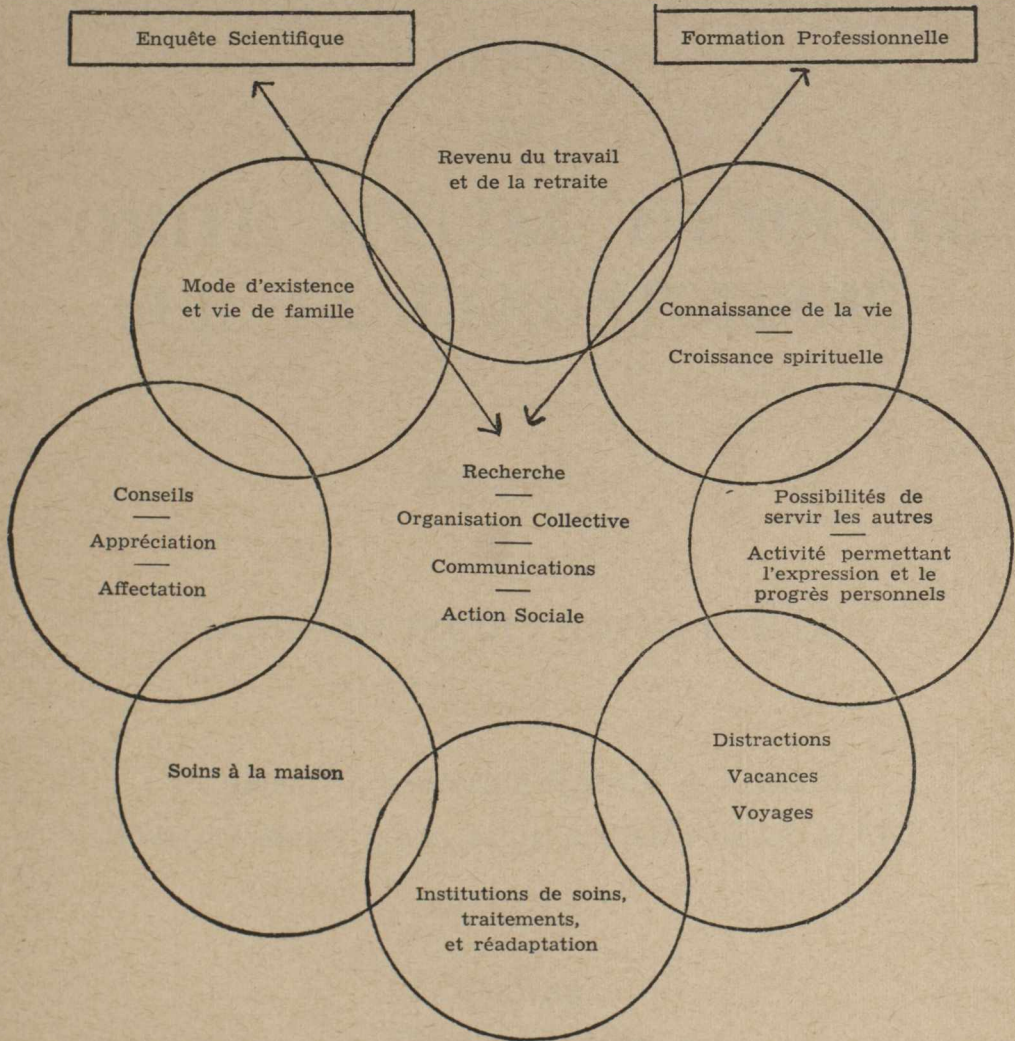 Enquête Scientifique
Formation Professionnelle
Revenu du travail
et de la retraite
Mode d'existence
et vie de famille
Connaissance de la vie
Croissance spirituelle
Conseils
Appréciation
Affectation
Recherche
Organisation Collective
Communications
Action Sociale
Possibilités de
servir les autres
Activité permettant
l'expression et le
progrès personnels
Soins à la maison
Distractions
Vacances
Voyages
Institutions de soins,
traitements,
et réadaptation